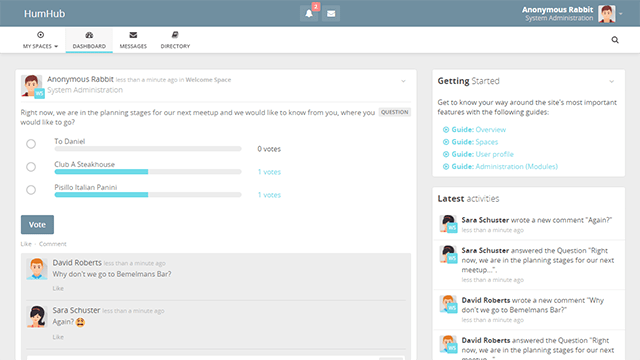 HumHub
2
Anonymous Rabbit
System Administration
MY SPACES
DASHBOARD
MESSAGES
DIRECTORY
Anonymous Rabbit less than a minute ago in Welcome Space
System Administration
WS
Right now, we are in the planning stages for our next meetup and we would like to know from you, where you
would like to go?
QUESTION
To Daniel
0 votes
Club A Steakhouse
1 votes
Pisillo Italian Panini
1 votes
Vote
Like · Comment
David Roberts less than a minute ago
Why don't we go to Bemelmans Bar?
Like
Sara Schuster less than a minute ago
Again?
Like
Getting Started
Get to know your way around the site's most important
features with the following guides:
Guide: Overview
Guide: Spaces
Guide: User profile
Guide: Administration (Modules)
Latest activities
Sara Schuster wrote a new comment "Again?"
less than a minute ago
WS
Sara Schuster answered the Question "Right
now, we are in the planning stages for our next
meetup...".
less than a minute ago
WS
David Roberts wrote a new comment "Why
don't we go to Bemelmans Bar?"
less than a minute ago
WS
David Roberts answered the Question "Right
now, we are in the planning stages for our next
WS